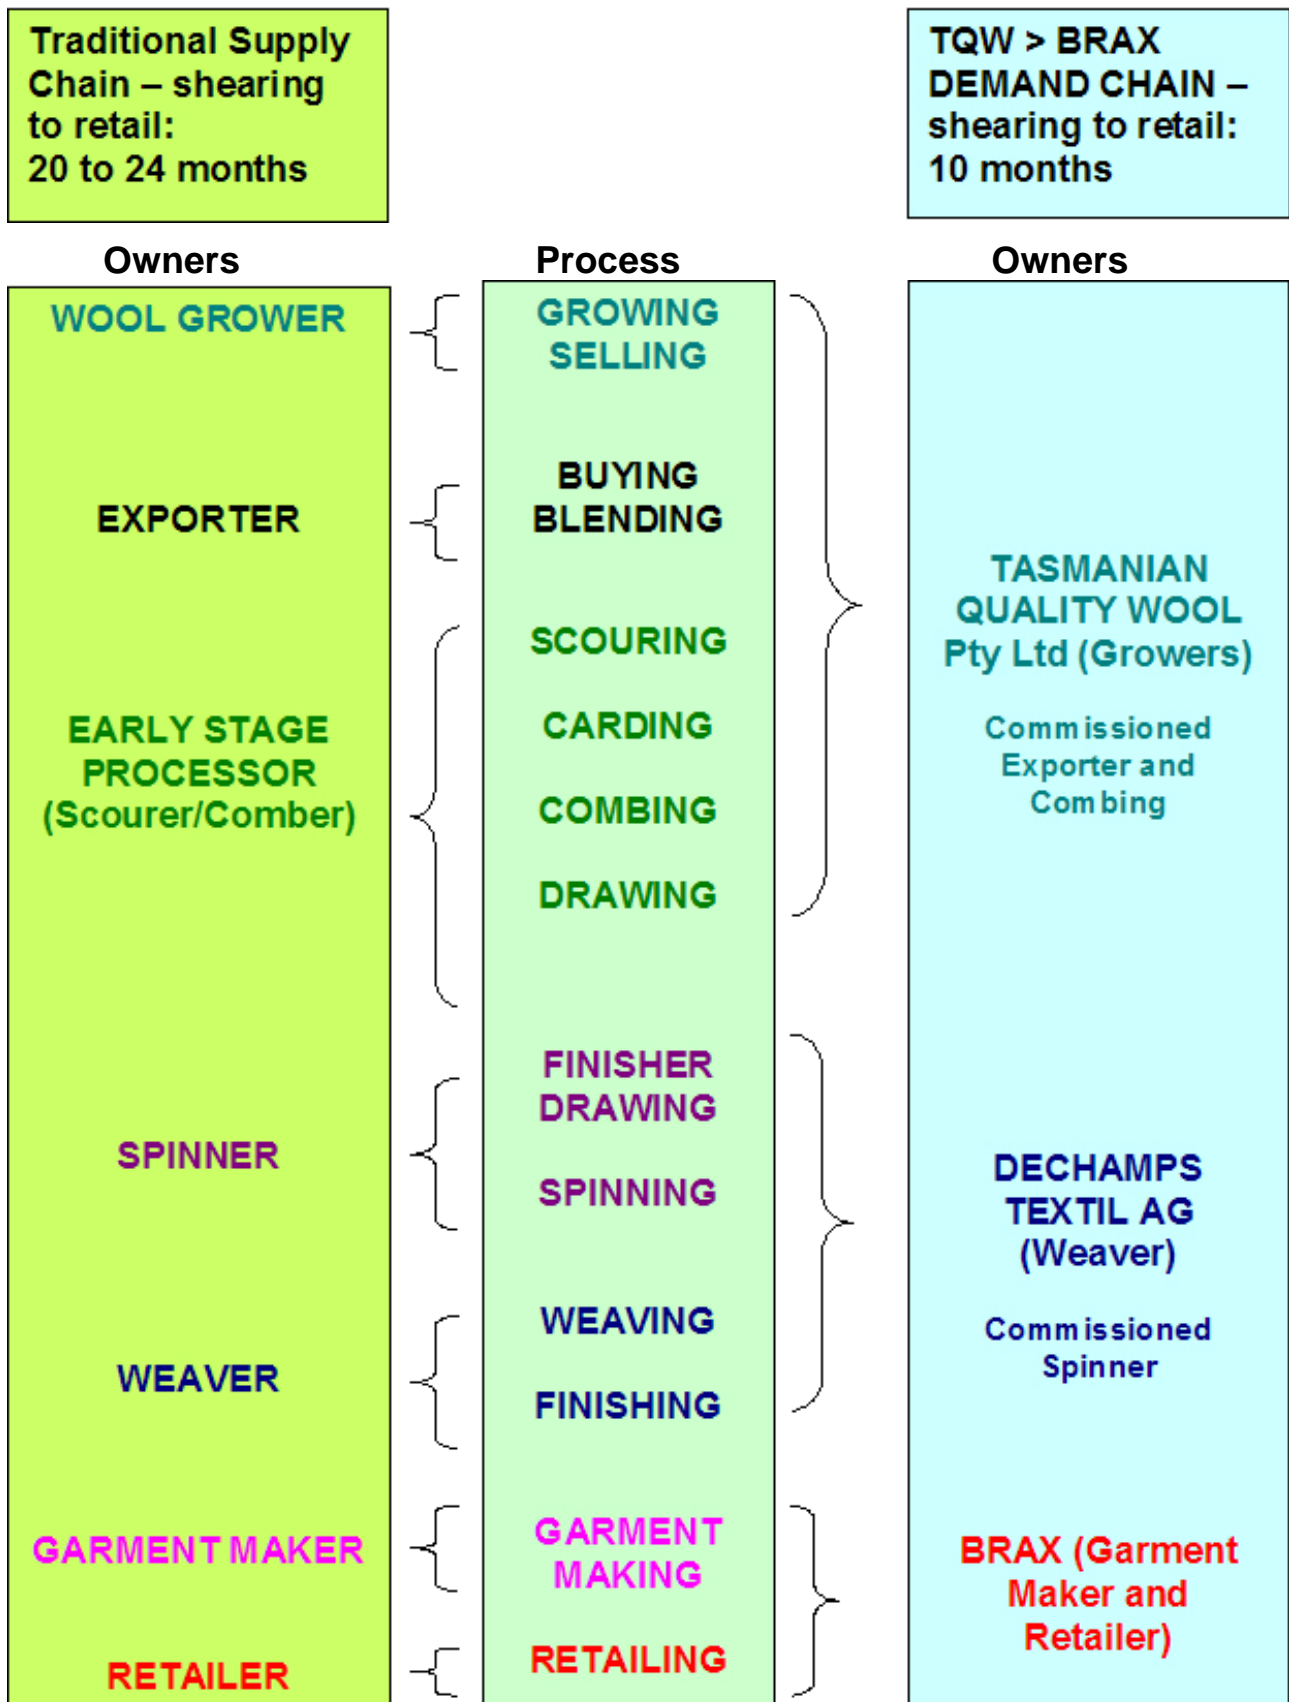 Traditional Supply
Chain – shearing
to retail:
20 to 24 months
TQW > BRAX
DEMAND CHAIN –
shearing to retail:
10 months
Owners
Process
Owners
WOOL GROWER
EXPORTER
EARLY STAGE
PROCESSOR
(Scourer/Comber)
SPINNER
WEAVER
GARMENT MAKER
RETAILER
GROWING
SELLING
BUYING
BLENDING
SCOURING
CARDING
COMBING
DRAWING
FINISHER
DRAWING
SPINNING
WEAVING
FINISHING
GARMENT
MAKING
RETAILING
TASMANIAN
QUALITY WOOL
Pty Ltd (Growers)
Commissioned
Exporter and
Combing
DECHAMPS
TEXTIL AG
(Weaver)
Commissioned
Spinner
BRAX (Garment
Maker and
Retailer)